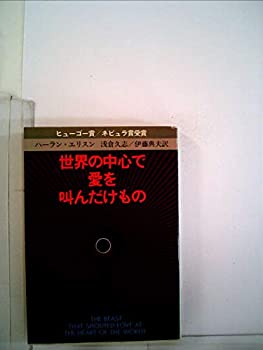 ヒューゴー賞／ネビュラ賞受賞
ハーラン・エリスン 浅倉久志／伊藤典夫訳
世界の中心で
愛を
叫んだけもの
THE BEAST
THAT SHOUTED LOVE AT
THE HEART OF THE WORLD